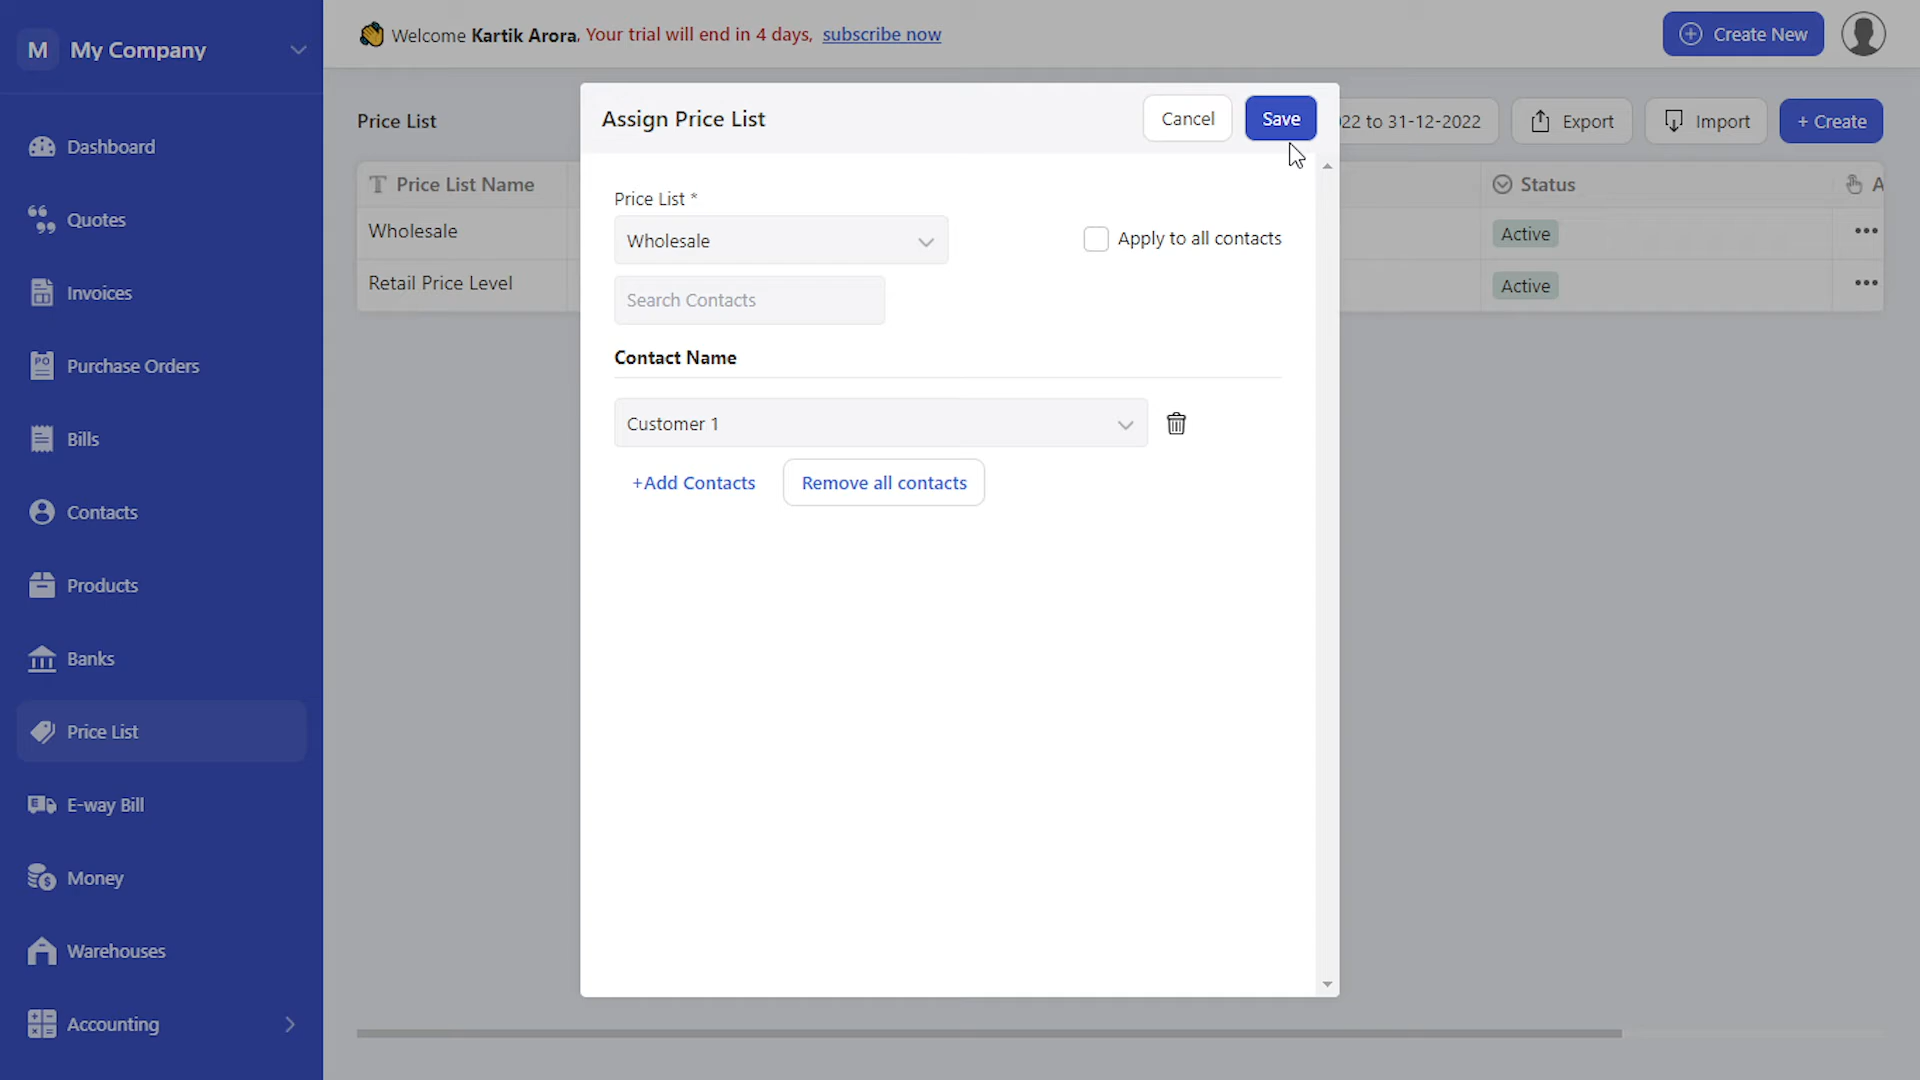 M My Company
Dashboard
Quotes
Invoices
PO Purchase Orders
Bills
Contacts
Products
Banks
Price List
E-way Bill
Money
Warehouses
Accounting
Welcome Kartik Arora, Your trial will end in 4 days, subscribe now
Create New
Price List
22 to 31-12-2022
Export
Import
+ Create
Price List Name
Status
A
Wholesale
Active
Retail Price Level
Active
Assign Price List
Cancel
Save
Price List *
Wholesale
Apply to all contacts
Search Contacts
Contact Name
Customer 1
+Add Contacts
Remove all contacts